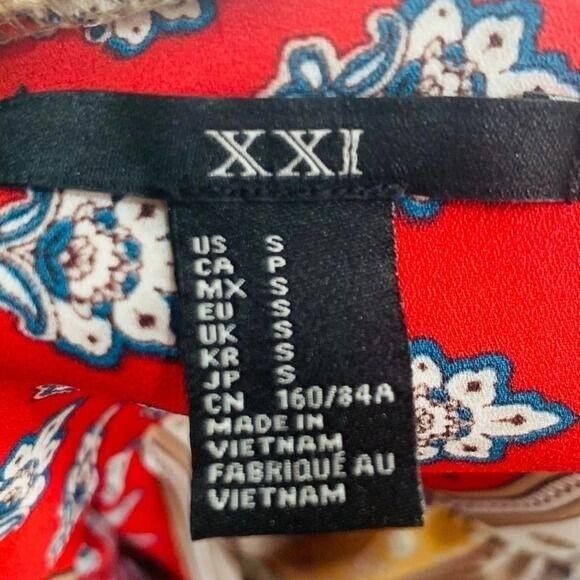 XXI
US S
CA P
MX S
EU S
UK S
KR S
JP S
CN 160/84A
MADE IN
VIETNAM
FABRIQUÉ AU
VIETNAM